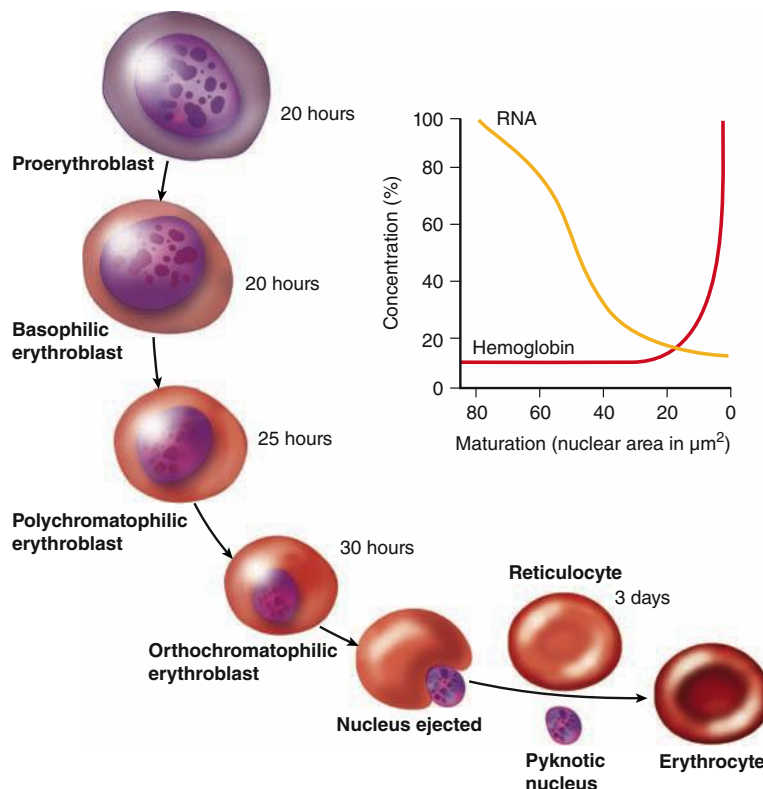 20 hours
Proerythroblast
20 hours
Basophilic
erythroblast
25 hours
Polychromatophilic
erythroblast
30 hours
Orthochromatophilic
erythroblast
Nucleus ejected
Reticulocyte
3 days
Pyknotic
nucleus
Erythrocyte
RNA
Hemoglobin
Concentration (%)
100
80
60
40
20
0
80 60 40 20 0
Maturation (nuclear area in µm²)